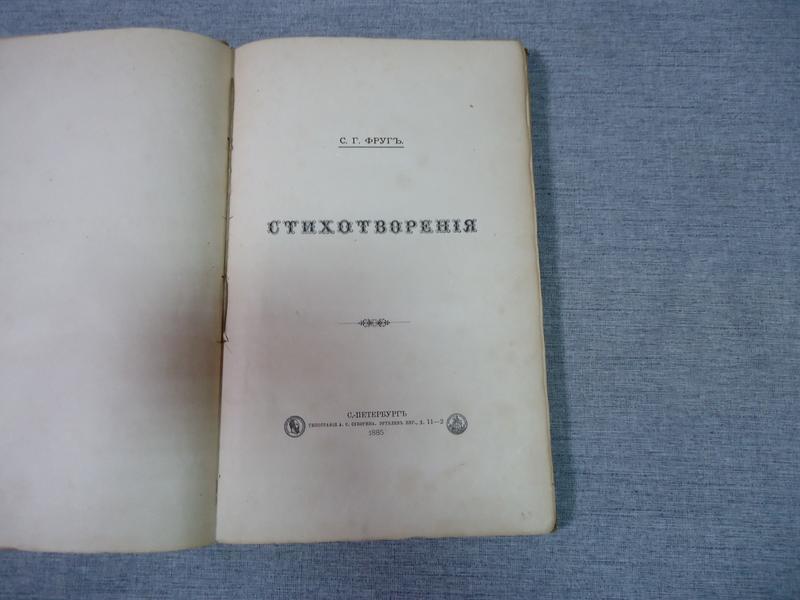 С. Г. ФРУГЪ.
СТИХОТВОРЕНІЯ
С.-ПЕТЕРБУРГЪ
ТИПОГРАФІЯ А. С. СУВОРИНА. ЭРТЕЛЕВЪ ПЕР., Д. 11—2
1885